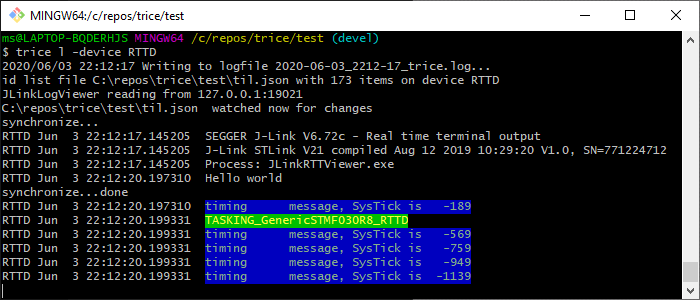 MINGW64:/c/repos/trice/test
ms@LAPTOP-BQDERHJS MINGW64 /c/repos/trice/test (devel)
$ trice l -device RTTD
2020/06/03 22:12:17 Writing to logfile 2020-06-03_2212-17_trice.log...
id list file C:\repos\trice\test\til.json with 173 items on device RTTD
JLinkLogViewer reading from 127.0.0.1:19021
C:\repos\trice\test\til.json  watched now for changes
synchronize...
RTTD Jun  3 22:12:17.145205  SEGGER J-Link V6.72c - Real time terminal output
RTTD Jun  3 22:12:17.145205  J-Link STLink V21 compiled Aug 12 2019 10:29:20 V1.0, SN=771224712
RTTD Jun  3 22:12:17.145205  Process: JLinkRTTViewer.exe
RTTD Jun  3 22:12:20.197310  Hello world
synchronize...done
RTTD Jun  3 22:12:20.197310  timing      message, SysTick is   -189
RTTD Jun  3 22:12:20.199331  TASKING_GenericSTMF030R8_RTTD
RTTD Jun  3 22:12:20.199331  timing      message, SysTick is   -569
RTTD Jun  3 22:12:20.199331  timing      message, SysTick is   -759
RTTD Jun  3 22:12:20.199331  timing      message, SysTick is   -949
RTTD Jun  3 22:12:20.199331  timing      message, SysTick is  -1139